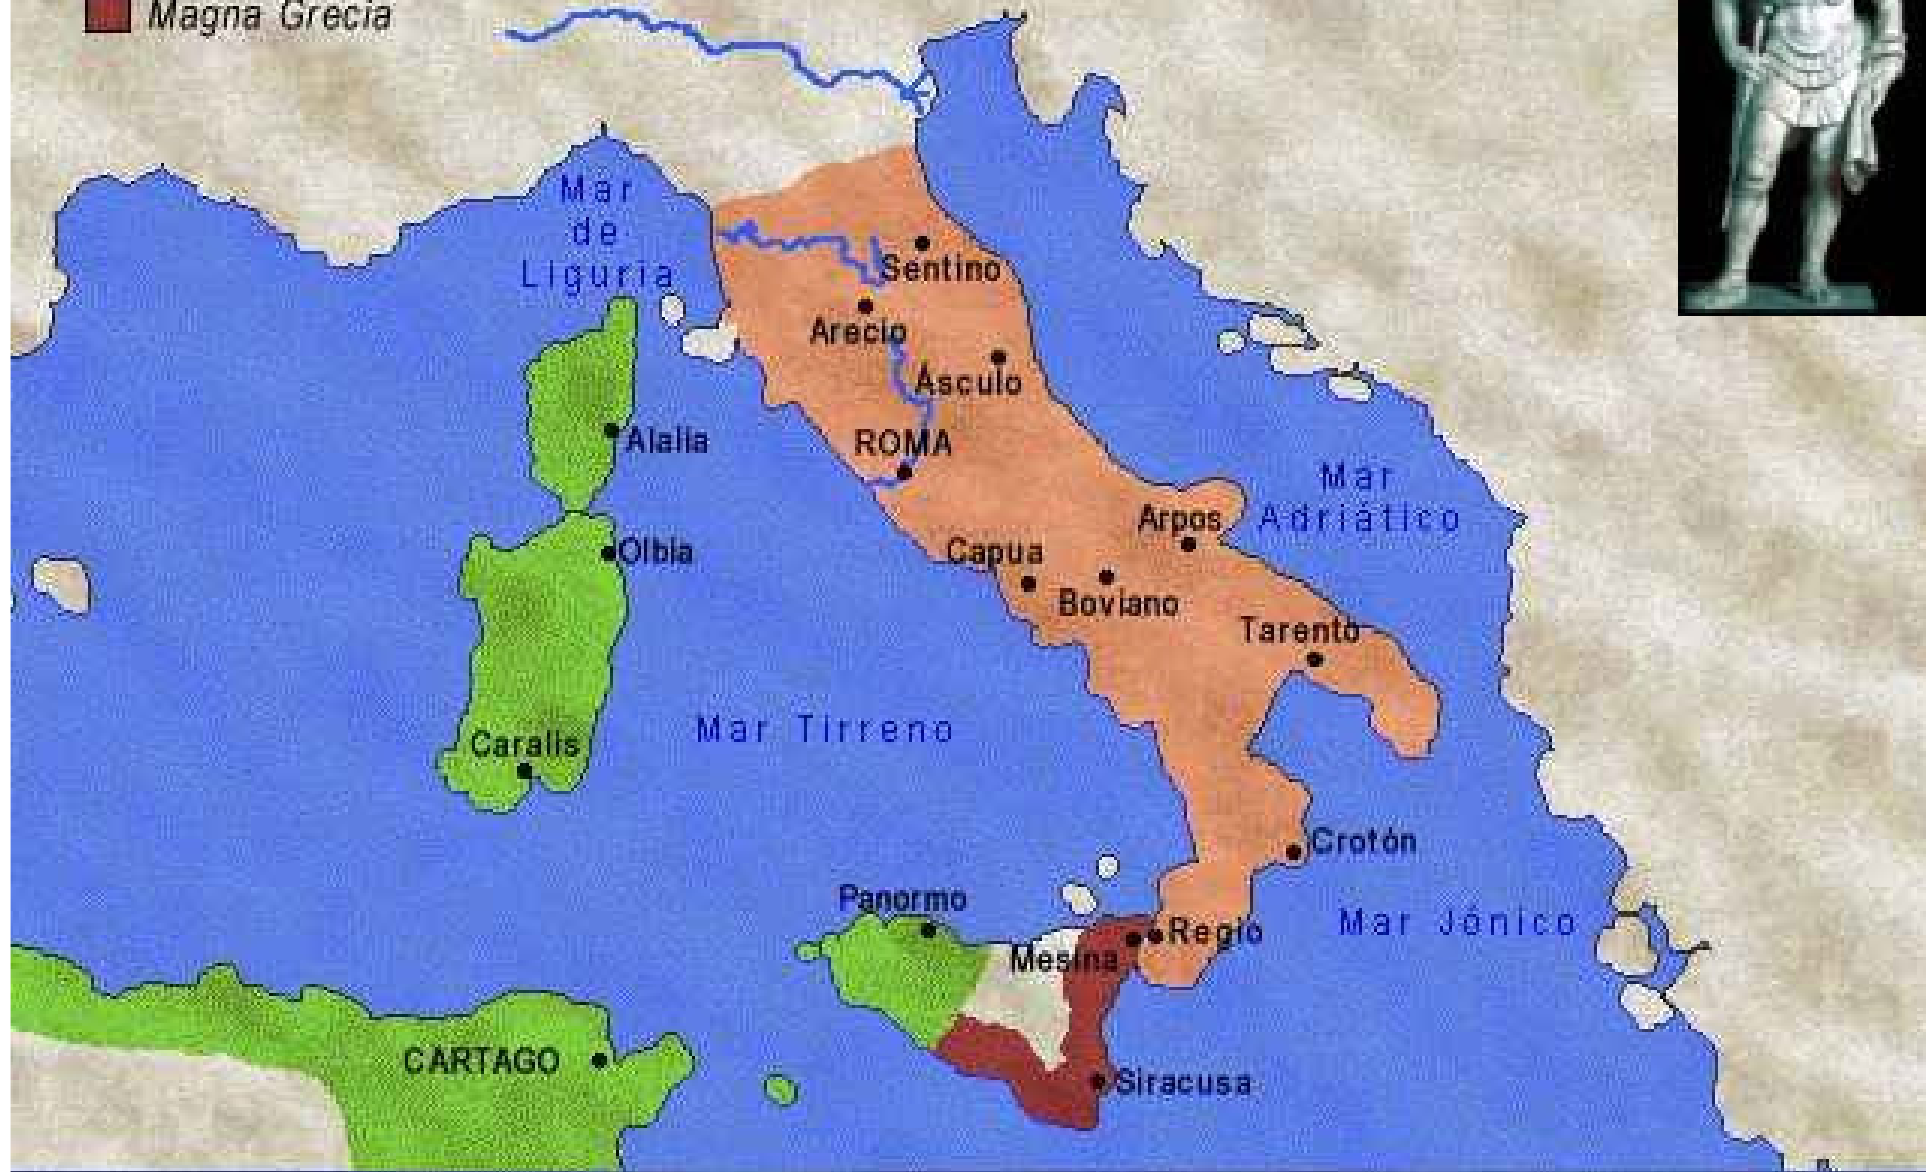 Magna Grecia
Mar
de
Liguria
Sentino
Arecio
Ásculo
ROMA
Alalia
Mar
Adriático
Arpos
Olbia
Capua
Boviano
Tarento
Mar Tirreno
Caralis
Crotón
Panormo
Mar Jónico
Regio
Mesina
CARTAGO
Siracusa